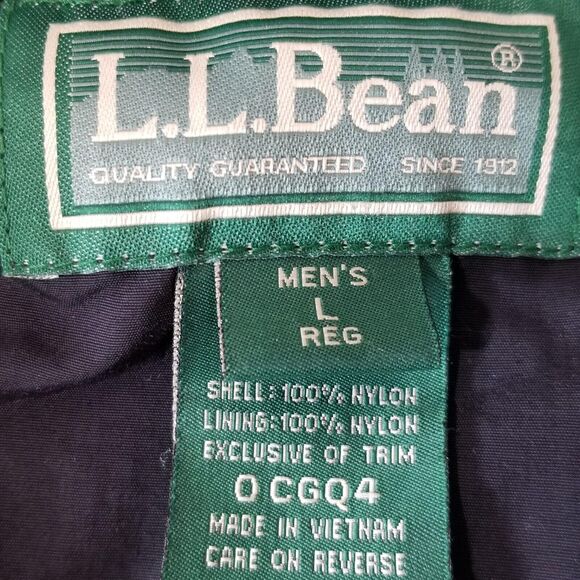 L.L.Bean®
QUALITY GUARANTEED SINCE 1912
MEN'S
L
REG
SHELL: 100% NYLON
LINING: 100% NYLON
EXCLUSIVE OF TRIM
0 CGQ4
MADE IN VIETNAM
CARE ON REVERSE